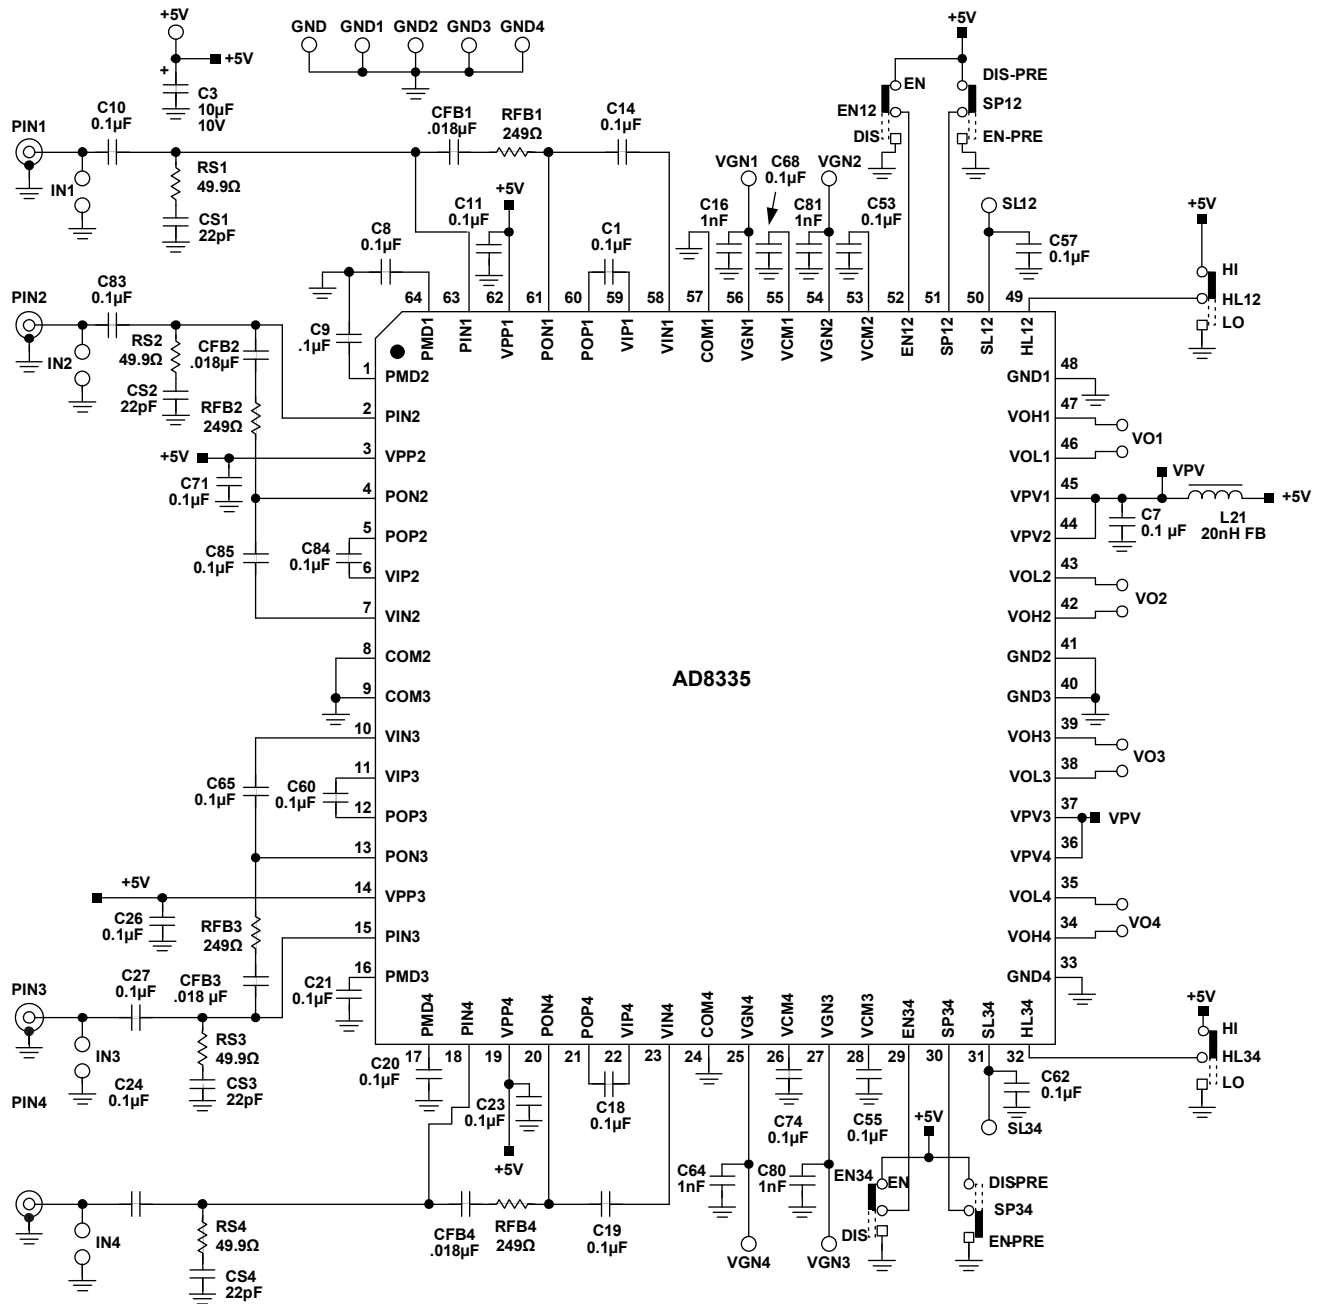 +5V
+5V
C3
10µF
10V
GND
GND1
GND2
GND3
GND4
PIN1
C10
0.1µF
IN1
RS1
49.9Ω
CS1
22pF
CFB1
.018µF
RFB1
249Ω
C14
0.1µF
+5V
C11
0.1µF
C8
0.1µF
C1
0.1µF
C9
.1µF
VGN1
C68
0.1µF
VGN2
C16
1nF
C81
1nF
C53
0.1µF
+5V
EN
EN12
DIS
DIS-PRE
SP12
EN-PRE
SL12
C57
0.1µF
+5V
HI
HL12
LO
PIN2
C83
0.1µF
IN2
RS2
49.9Ω
CS2
22pF
CFB2
.018µF
RFB2
249Ω
+5V
C71
0.1µF
C85
0.1µF
C84
0.1µF
64 63 62 61 60 59 58 57 56 55 54 53 52 51 50 49
PMD1
PIN1
VPP1
PON1
POP1
VIP1
VIN1
COM1
VGN1
VCM1
VGN2
VCM2
EN12
SP12
SL12
HL12
1 PMD2
2 PIN2
3 VPP2
4 PON2
5 POP2
6 VIP2
7 VIN2
8 COM2
9 COM3
10 VIN3
11 VIP3
12 POP3
13 PON3
14 VPP3
15 PIN3
16 PMD3
AD8335
GND1 48
VOH1 47
VOL1 46
VPV1 45
VPV2 44
VOL2 43
VOH2 42
GND2 41
GND3 40
VOH3 39
VOL3 38
VPV3 37
VPV4 36
VOL4 35
VOH4 34
GND4 33
VO1
VPV
+5V
C7
0.1 µF
L21
20nH FB
VO2
VO3
VPV
VO4
C65
0.1µF
C60
0.1µF
+5V
C26
0.1µF
RFB3
249Ω
CFB3
.018 µF
C21
0.1µF
PIN3
C27
0.1µF
IN3
RS3
49.9Ω
CS3
22pF
C24
0.1µF
PIN4
IN4
RS4
49.9Ω
CS4
22pF
PMD4
PIN4
VPP4
PON4
POP4
VIP4
VIN4
COM4
VGN4
VCM4
VGN3
VCM3
EN34
SP34
SL34
HL34
17 18 19 20 21 22 23 24 25 26 27 28 29 30 31 32
C20
0.1µF
C23
0.1µF
+5V
C18
0.1µF
CFB4
.018µF
RFB4
249Ω
C19
0.1µF
C64
1nF
C74
0.1µF
C80
1nF
C55
0.1µF
VGN4
VGN3
+5V
EN34
EN
DIS
DISPRE
SP34
ENPRE
C62
0.1µF
SL34
+5V
HI
HL34
LO